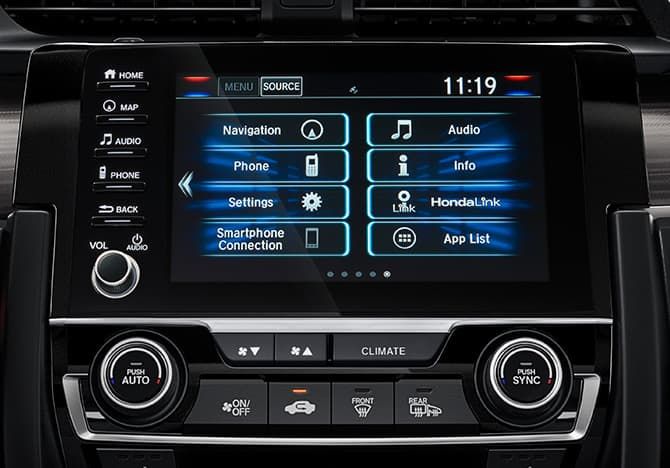 HOME
MAP
AUDIO
PHONE
BACK
VOL
AUDIO
MENU SOURCE 11:19
Navigation
Audio
Phone
Info
Settings
Link HondaLink
Smartphone
Connection
App List
CLIMATE
PUSH
AUTO
PUSH
SYNC
ON/
OFF
FRONT
REAR